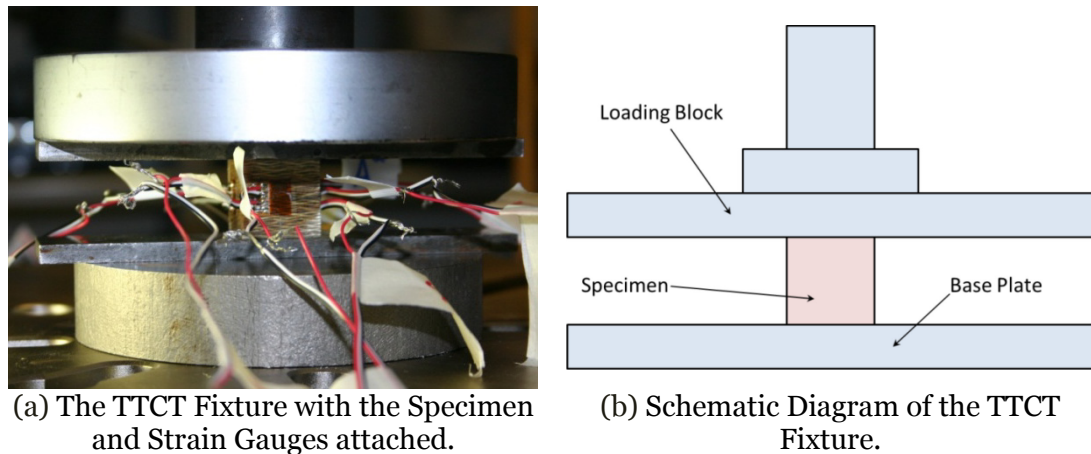 Loading Block
Specimen
Base Plate
(a) The TTCT Fixture with the Specimen
and Strain Gauges attached.
(b) Schematic Diagram of the TTCT
Fixture.